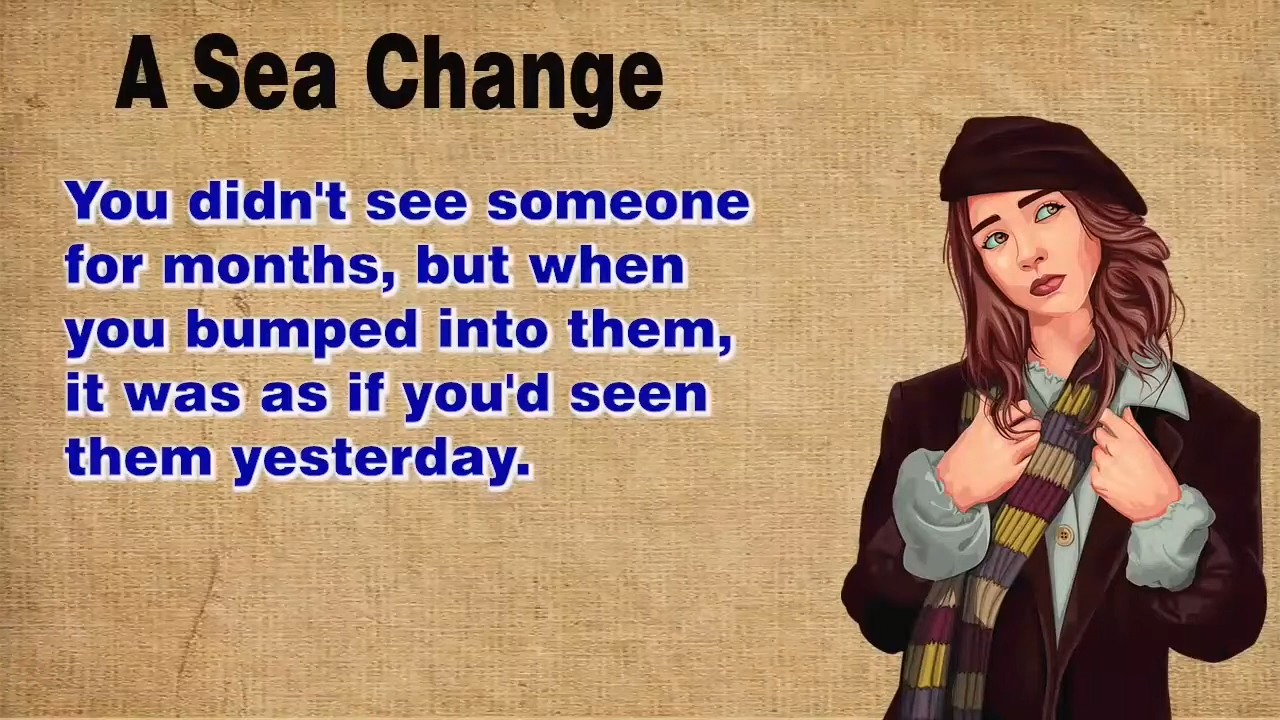 A Sea Change
You didn't see someone
for months, but when
you bumped into them,
it was as if you'd seen
them yesterday.